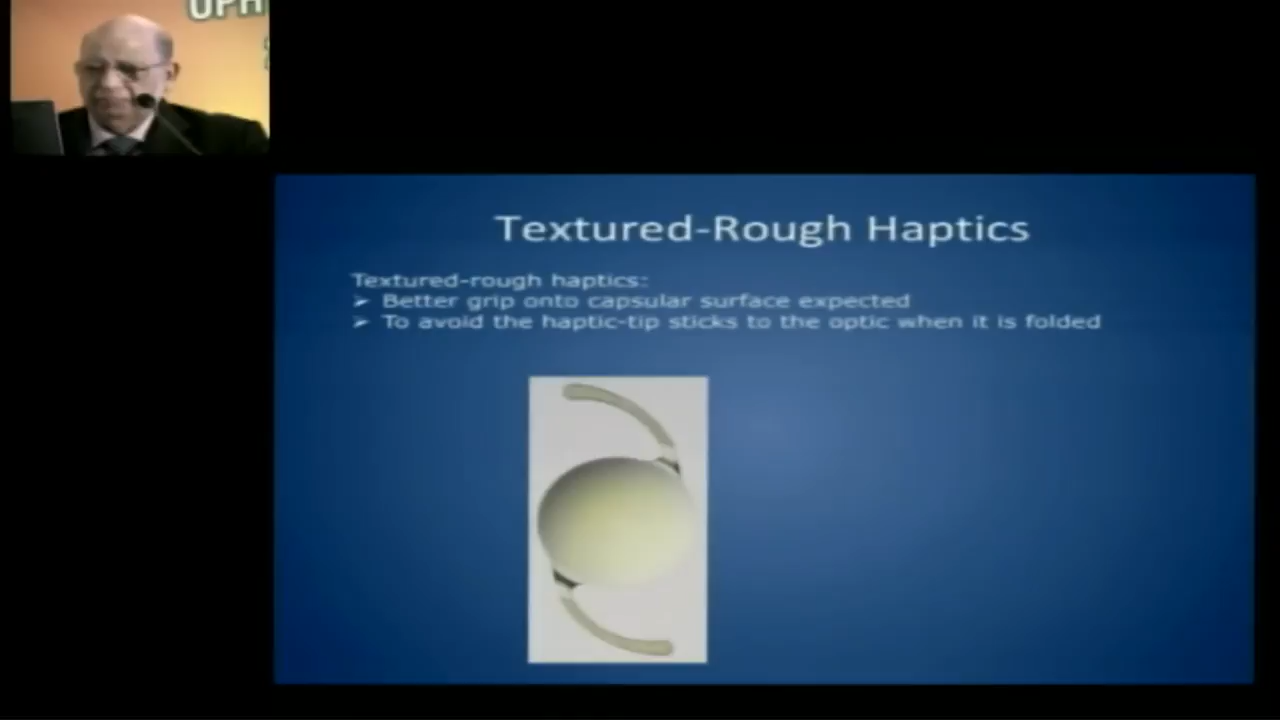 OPH
Textured-Rough Haptics
Textured-rough haptics:
➢ Better grip onto capsular surface expected
➢ To avoid the haptic-tip sticks to the optic when it is folded